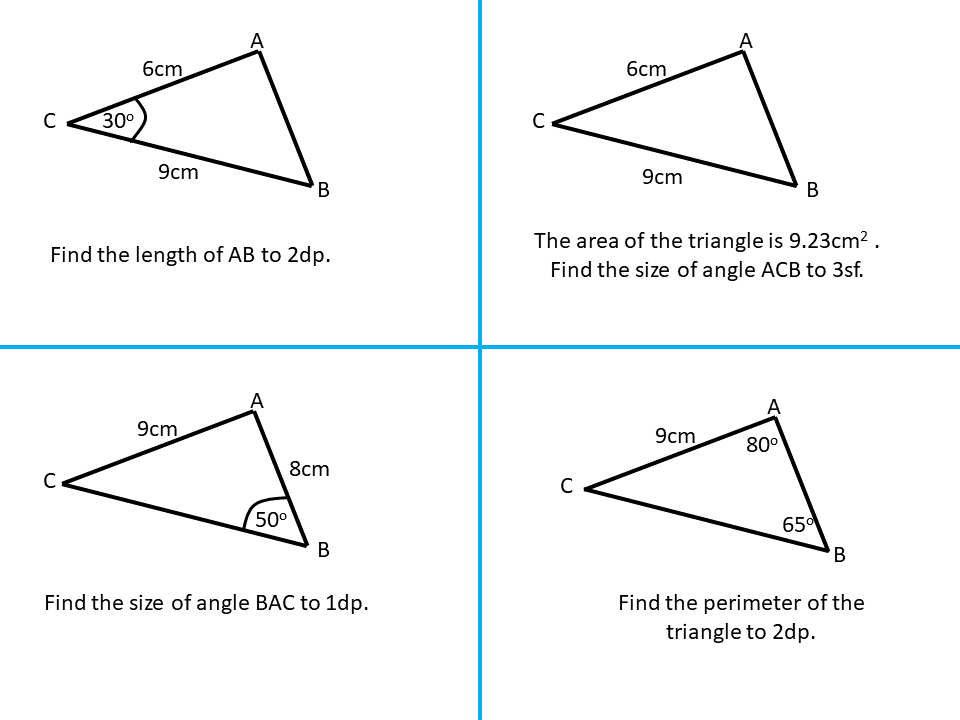 A
6cm
C
30°
9cm
B
Find the length of AB to 2dp.
A
6cm
C
9cm
B
The area of the triangle is 9.23cm² .
Find the size of angle ACB to 3sf.
A
9cm
C
8cm
50°
B
Find the size of angle BAC to 1dp.
A
9cm
80°
C
65°
B
Find the perimeter of the
triangle to 2dp.